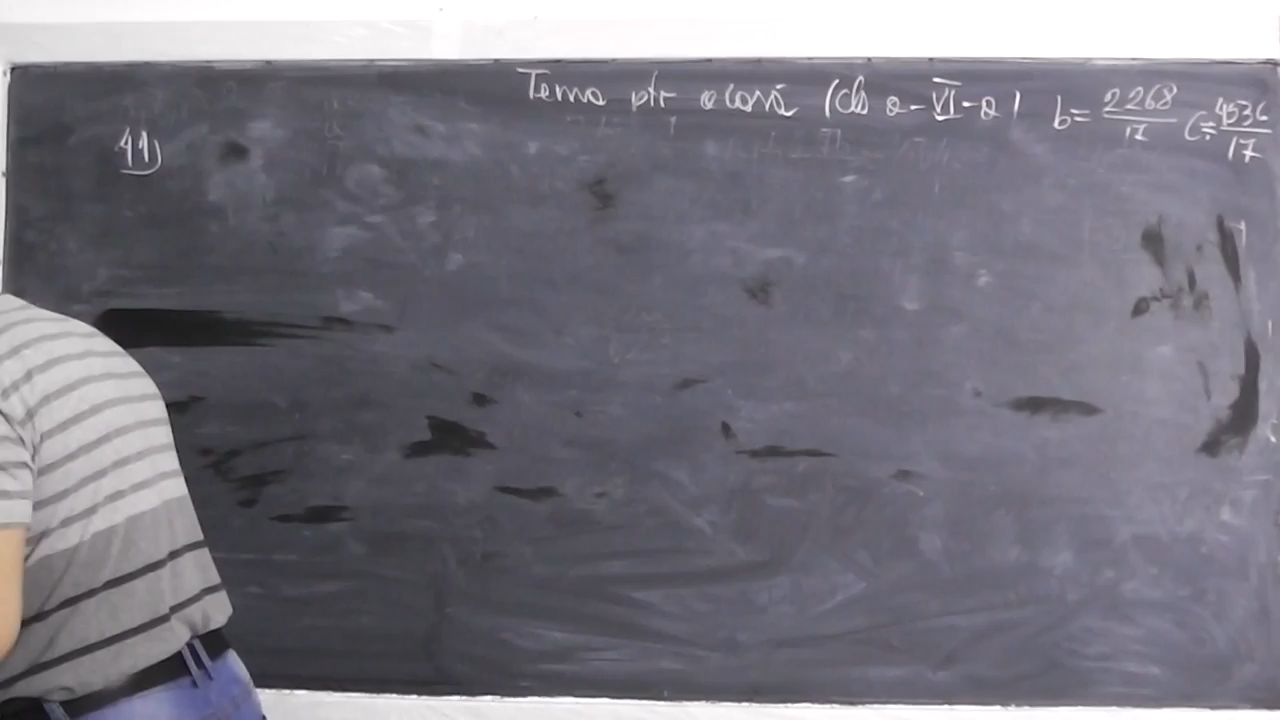 Tema ptr acasă (cls a-VI-a) b= 2268/17 C= 4536/17
41)